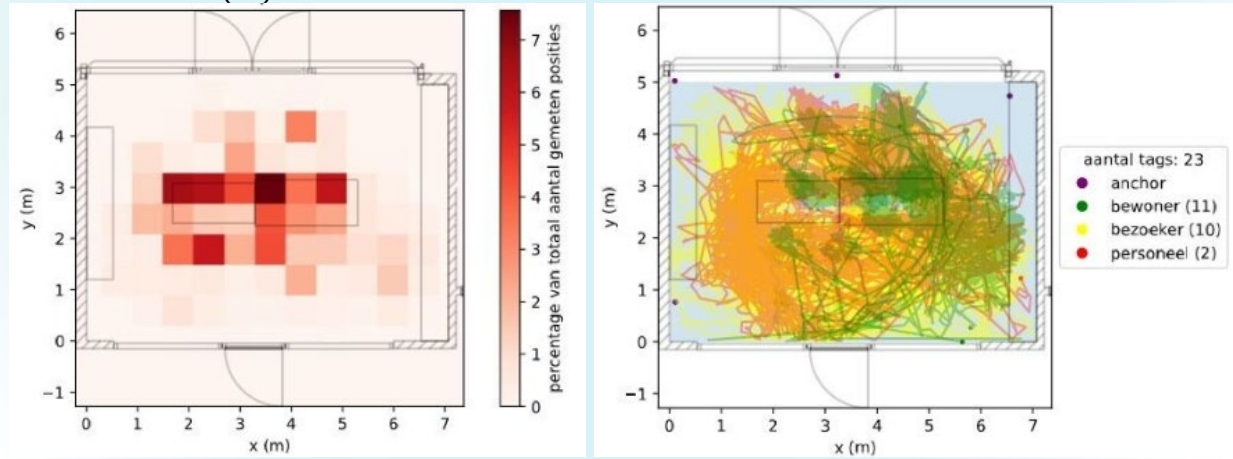 6
5
4
3
2
1
0
−1
y (m)
0 1 2 3 4 5 6 7
x (m)
7
6
5
4
3
2
1
0
percentage van totaal aantal gemeten posities
6
5
4
3
2
1
0
−1
y (m)
0 1 2 3 4 5 6 7
x (m)
aantal tags: 23
anchor
bewoner (11)
bezoeker (10)
personeel (2)